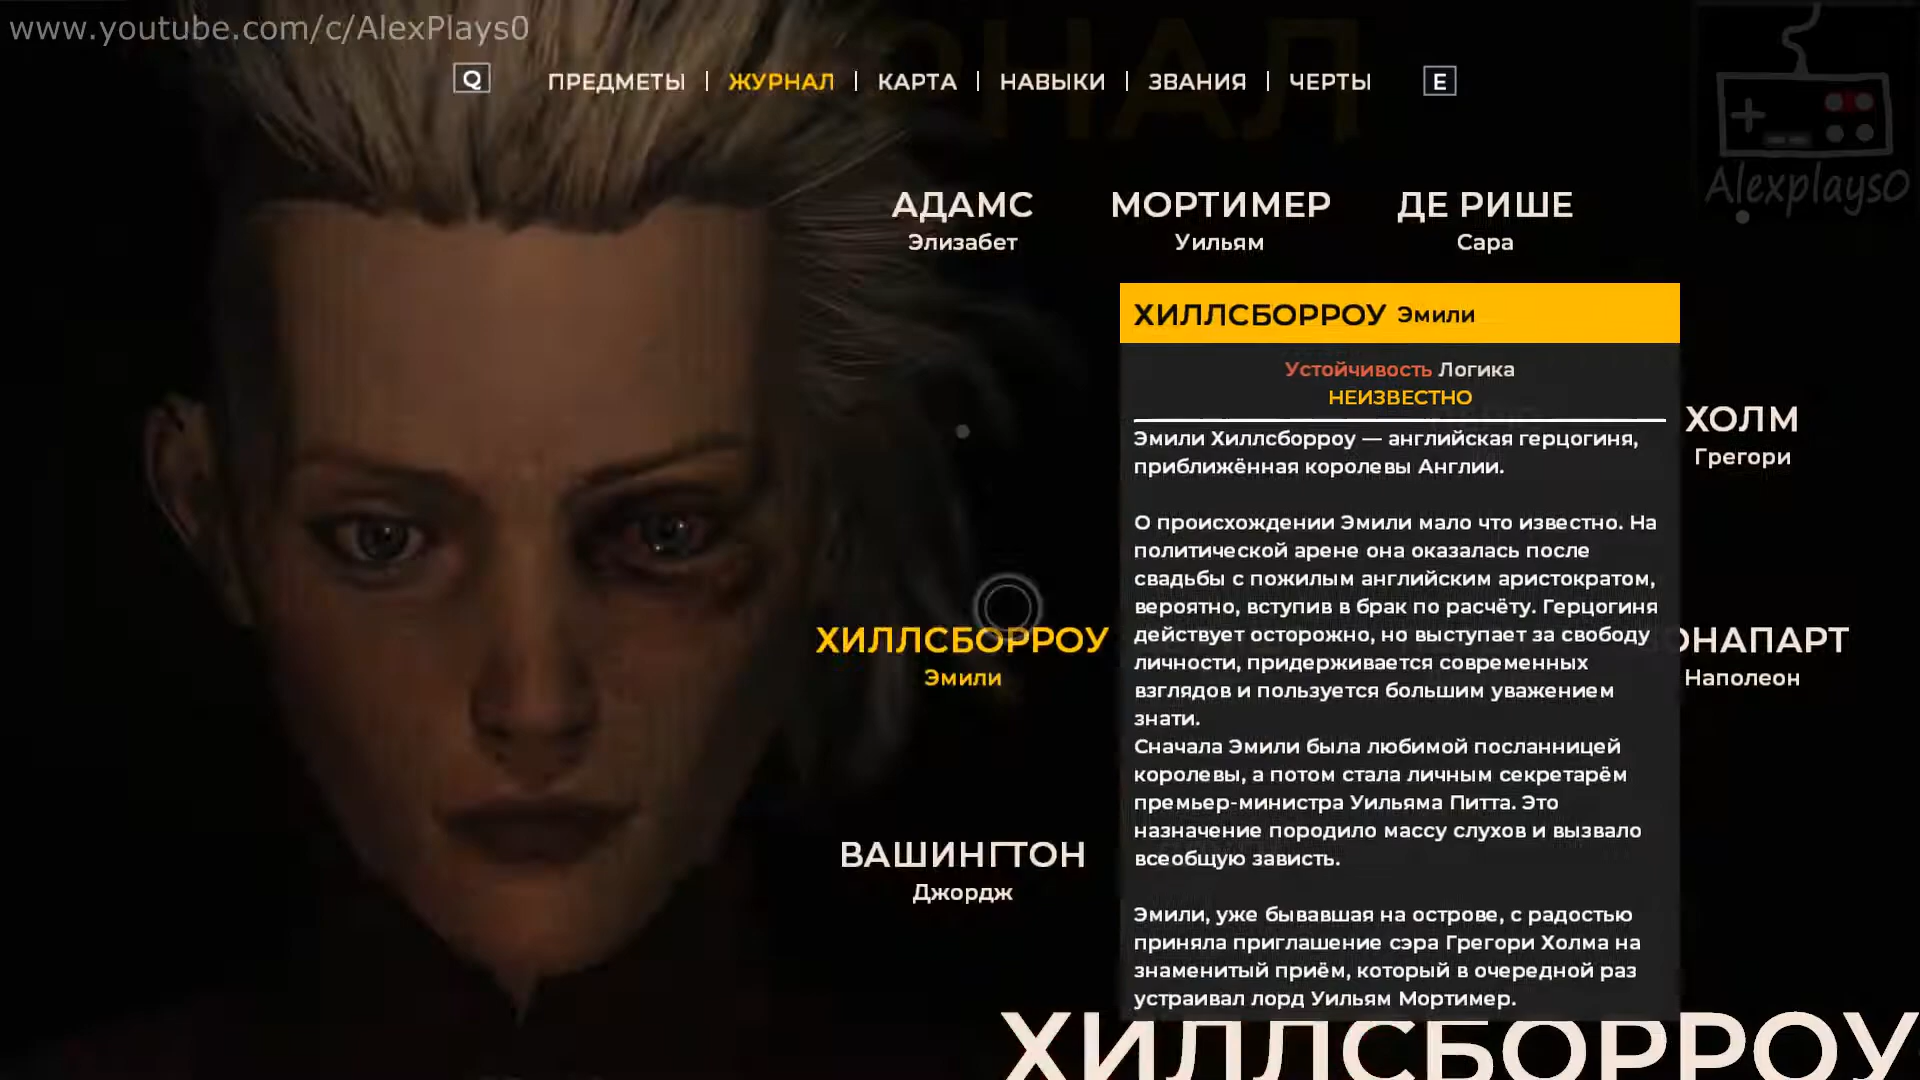 www.youtube.com/c/AlexPlays0
Q ПРЕДМЕТЫ | ЖУРНАЛ | КАРТА | НАВЫКИ | ЗВАНИЯ | ЧЕРТЫ E
Alexplays0
АДАМС
Элизабет
МОРТИМЕР
Уильям
ДЕ РИШЕ
Сара
ХИЛЛСБОРРОУ Эмили
Устойчивость Логика
НЕИЗВЕСТНО
Эмили Хиллсборроу — английская герцогиня,
приближённая королевы Англии.
О происхождении Эмили мало что известно. На
политической арене она оказалась после
свадьбы с пожилым английским аристократом,
вероятно, вступив в брак по расчёту. Герцогиня
действует осторожно, но выступает за свободу
личности, придерживается современных
взглядов и пользуется большим уважением
знати.
Сначала Эмили была любимой посланницей
королевы, а потом стала личным секретарём
премьер-министра Уильяма Питта. Это
назначение породило массу слухов и вызвало
всеобщую зависть.
Эмили, уже бывавшая на острове, с радостью
приняла приглашение сэра Грегори Холма на
знаменитый приём, который в очередной раз
устраивал лорд Уильям Мортимер.
ХОЛМ
Грегори
ХИЛЛСБОРРОУ
Эмили
ОНАПАРТ
Наполеон
ВАШИНГТОН
Джордж
ХИЛЛСБОРРОУ